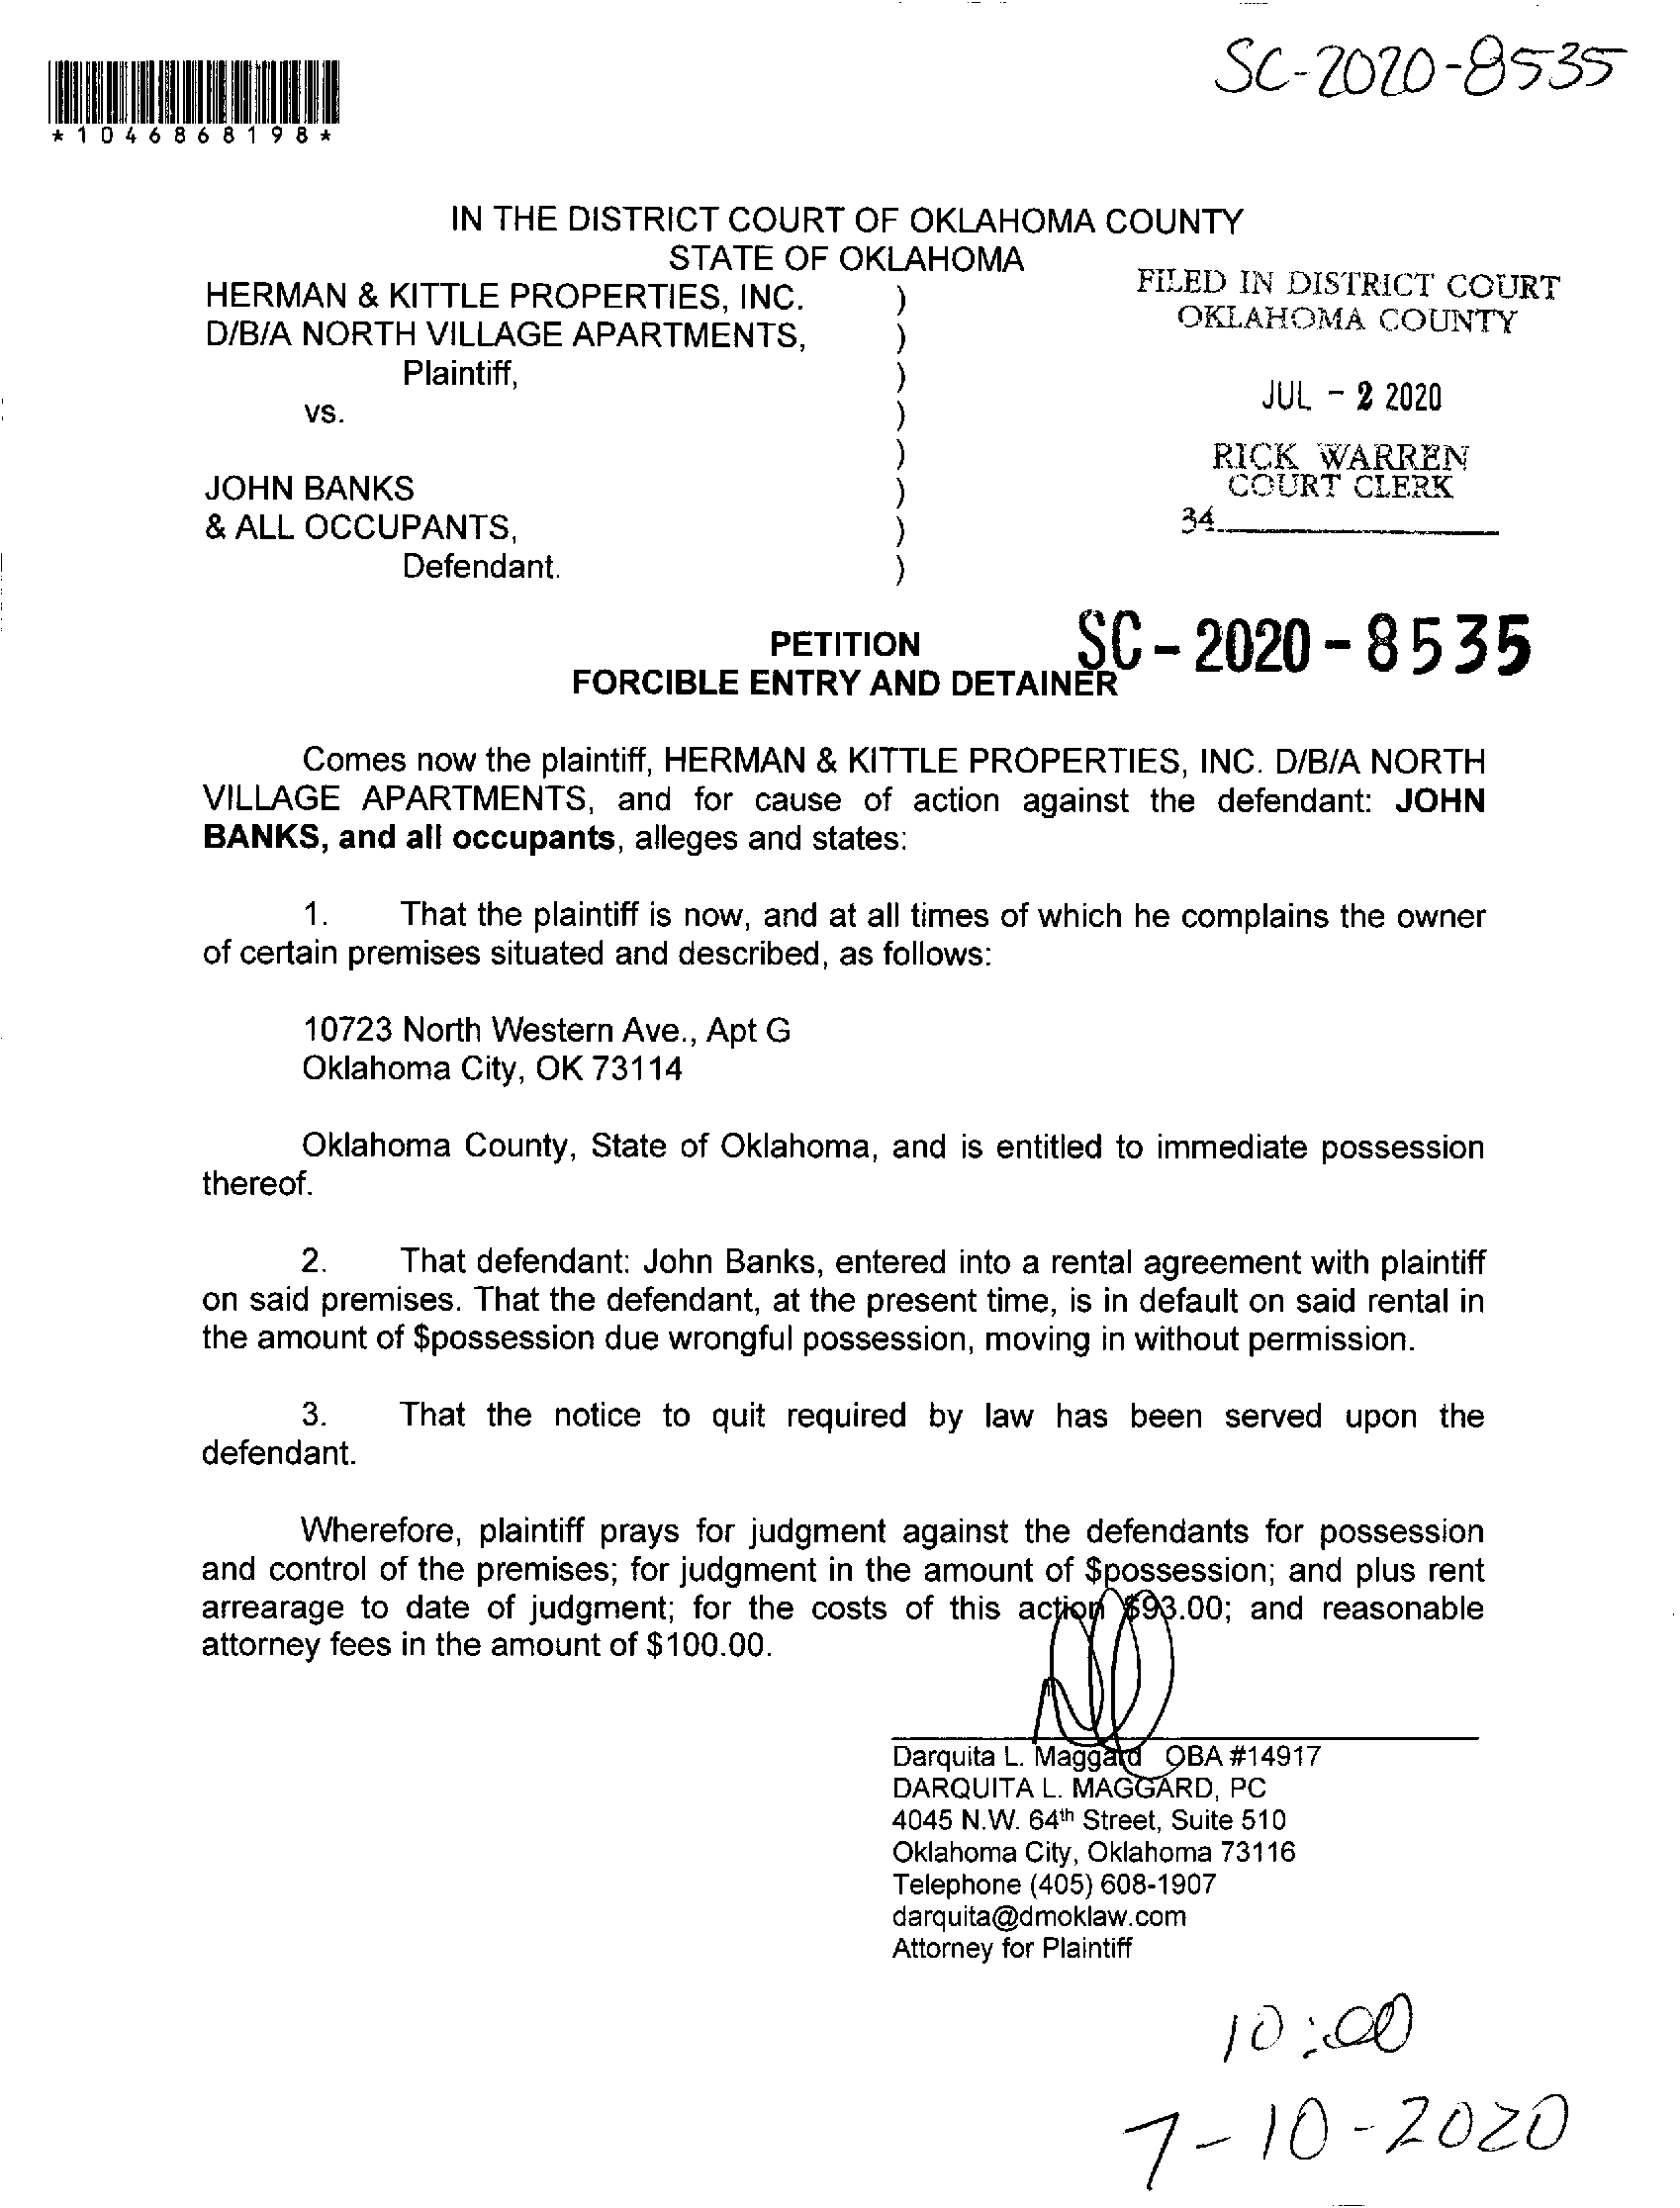 SC-2020-8535
*1046868198*
IN THE DISTRICT COURT OF OKLAHOMA COUNTY
STATE OF OKLAHOMA
HERMAN & KITTLE PROPERTIES, INC. )
D/B/A NORTH VILLAGE APARTMENTS, )
Plaintiff, )
vs. )
)
JOHN BANKS )
& ALL OCCUPANTS, )
Defendant. )
FILED IN DISTRICT COURT
OKLAHOMA COUNTY
JUL - 2 2020
RICK WARREN
COURT CLERK
34
PETITION
FORCIBLE ENTRY AND DETAINER
SC-2020-8535
Comes now the plaintiff, HERMAN & KITTLE PROPERTIES, INC. D/B/A NORTH
VILLAGE APARTMENTS, and for cause of action against the defendant: JOHN
BANKS, and all occupants, alleges and states:
1. That the plaintiff is now, and at all times of which he complains the owner
of certain premises situated and described, as follows:
10723 North Western Ave., Apt G
Oklahoma City, OK 73114
Oklahoma County, State of Oklahoma, and is entitled to immediate possession
thereof.
2. That defendant: John Banks, entered into a rental agreement with plaintiff
on said premises. That the defendant, at the present time, is in default on said rental in
the amount of $possession due wrongful possession, moving in without permission.
3. That the notice to quit required by law has been served upon the
defendant.
Wherefore, plaintiff prays for judgment against the defendants for possession
and control of the premises; for judgment in the amount of $possession; and plus rent
arrearage to date of judgment; for the costs of this action $93.00; and reasonable
attorney fees in the amount of $100.00.
Darquita L. Maggard OBA #14917
DARQUITA L. MAGGARD, PC
4045 N.W. 64th Street, Suite 510
Oklahoma City, Oklahoma 73116
Telephone (405) 608-1907
darquita@dmoklaw.com
Attorney for Plaintiff
10:00
7-10-2020